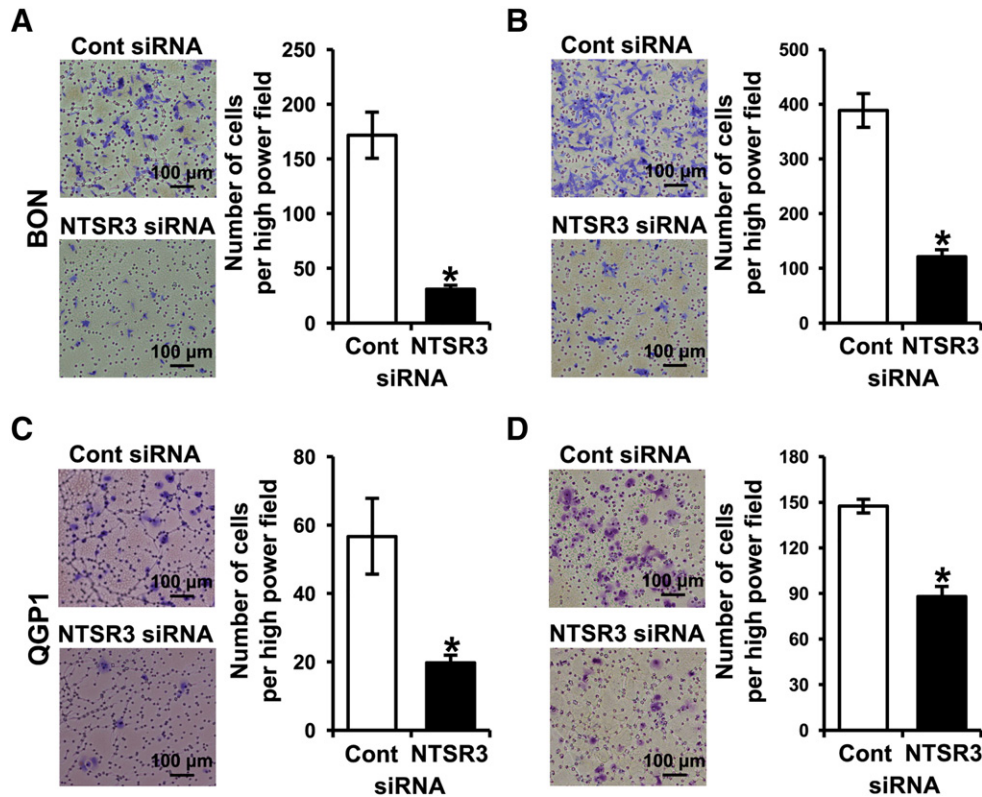 A
Cont siRNA
100 µm
BON
NTSR3 siRNA
100 µm
Number of cells
per high power field
250
200
150
100
50
0
Cont NTSR3
siRNA
B
Cont siRNA
100 µm
NTSR3 siRNA
100 µm
Number of cells
per high power field
500
400
300
200
100
0
*
*
Cont NTSR3
siRNA
C
Cont siRNA
100 µm
QGP1
NTSR3 siRNA
100 µm
Number of cells
per high power field
80
60
40
20
0
*
Cont NTSR3
siRNA
D
Cont siRNA
100 µm
NTSR3 siRNA
100 µm
Number of cells
per high power field
180
150
120
90
60
30
0
*
Cont NTSR3
siRNA